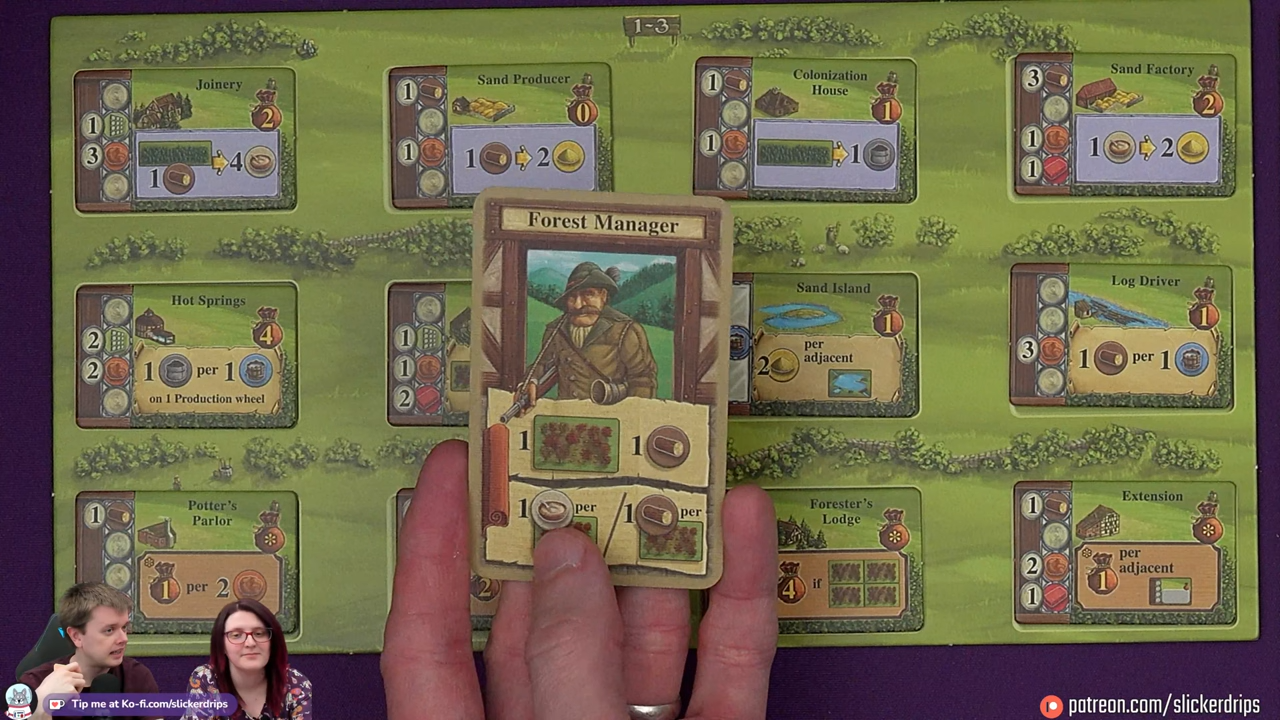 1-3
Joinery
2
1
3
4
1
Sand Producer
1
0
1
1
2
Colonization
House
1
1
1
1
Sand Factory
3
2
1
1
1
2
Forest Manager
1
1
1
per
1
per
Hot Springs
4
2
2
1
per
1
on 1 Production wheel
1
1
2
Sand Island
1
per
adjacent
2
Log Driver
1
3
1
per
1
Potter's
Parlor
1
1
per
2
2
Forester's
Lodge
4
if
Extension
1
2
1
per
adjacent
1
Tip me at Ko-fi.com/slickerdrips
patreon.com/slickerdrips